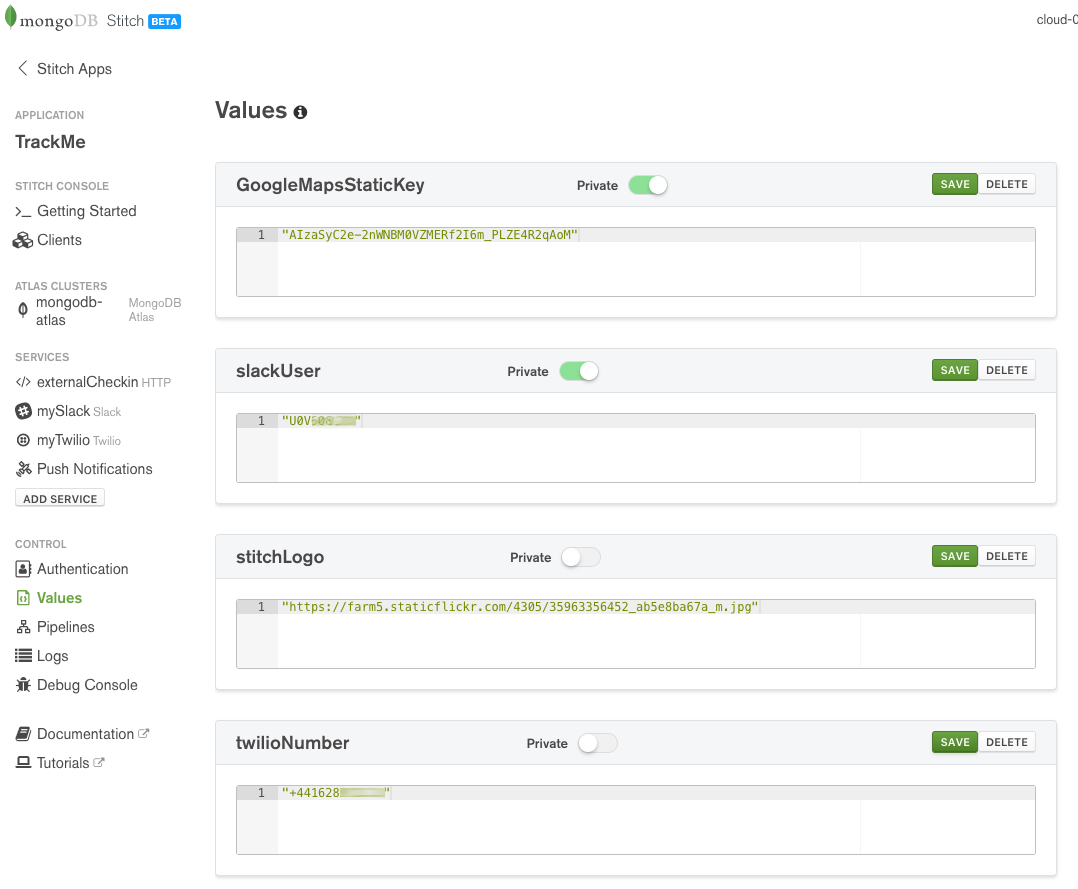 mongoDB Stitch BETA
cloud-0
Stitch Apps
APPLICATION
TrackMe
STITCH CONSOLE
Getting Started
Clients
ATLAS CLUSTERS
mongodb-atlas MongoDB Atlas
SERVICES
externalCheckin HTTP
mySlack Slack
myTwilio Twilio
Push Notifications
ADD SERVICE
CONTROL
Authentication
Values
Pipelines
Logs
Debug Console
Documentation
Tutorials
Values
GoogleMapsStaticKey Private SAVE DELETE
1 "AIzaSyC2e-2nWNBM0VZMERf2I6m_PLZE4R2qAoM"
slackUser Private SAVE DELETE
1 "U0V
stitchLogo Private SAVE DELETE
1 "https://farm5.staticflickr.com/4305/35963356452_ab5e8ba67a_m.jpg"
twilioNumber Private SAVE DELETE
1 "+441628